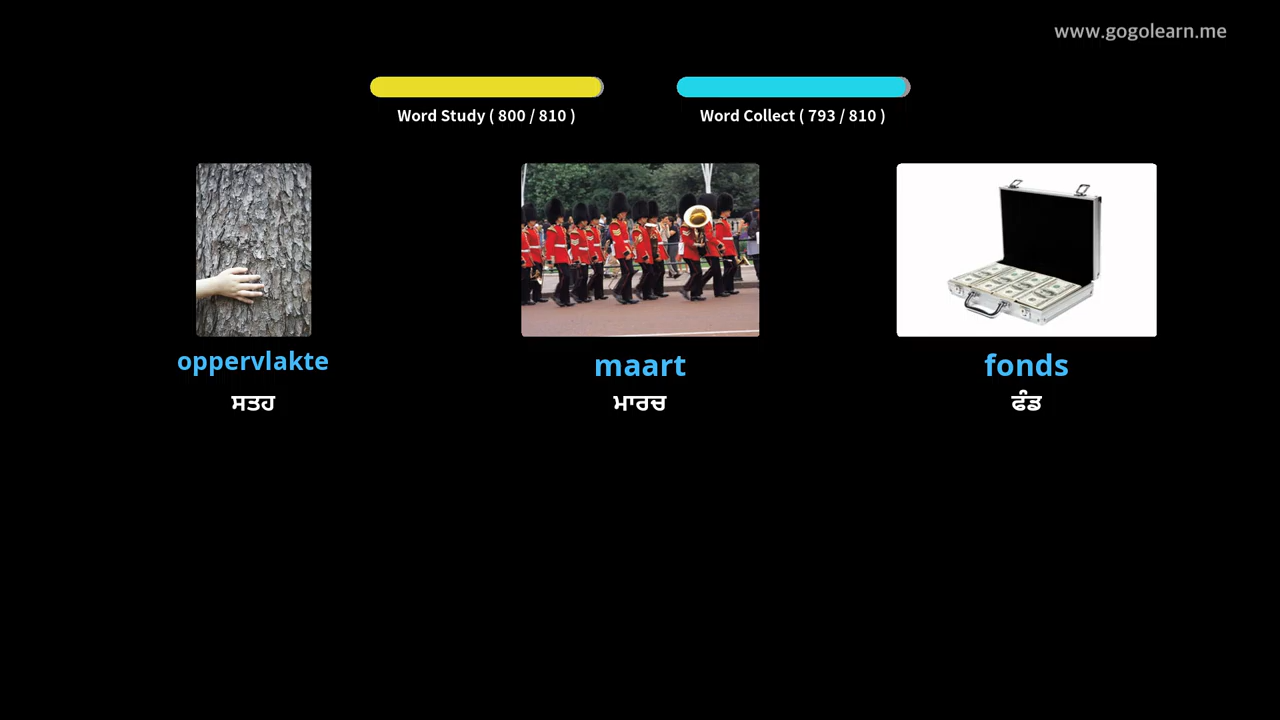 www.gogolearn.me
Word Study ( 800 / 810 )
Word Collect ( 793 / 810 )
oppervlakte
maart
fonds
ਸਤਹ
ਮਾਰਚ
ਫੰਡ